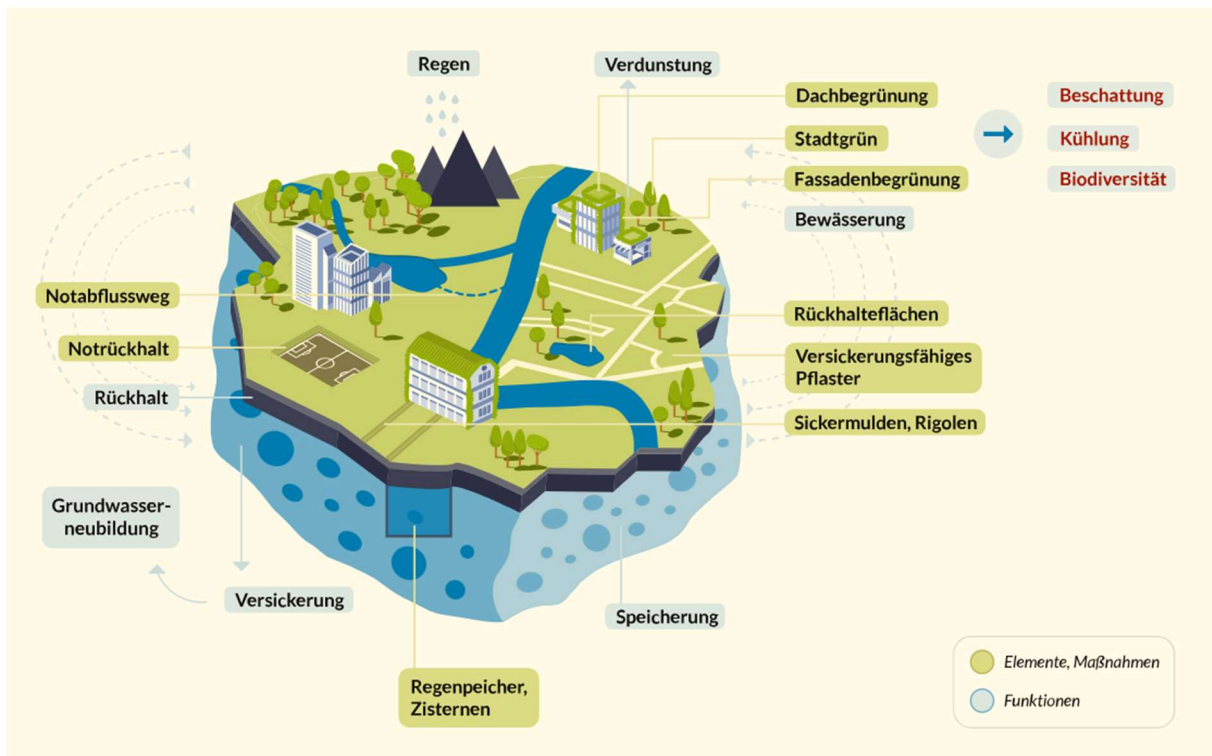 Regen
Verdunstung
Dachbegrünung
Beschattung
Stadtgrün
Kühlung
Fassadenbegrünung
Biodiversität
Bewässerung
Notabflussweg
Rückhalteflächen
Notrückhalt
Versickerungsfähiges
Pflaster
Rückhalt
Sickermulden, Rigolen
Grundwasser-
neubildung
Versickerung
Speicherung
Regenpeicher,
Zisternen
Elemente, Maßnahmen
Funktionen